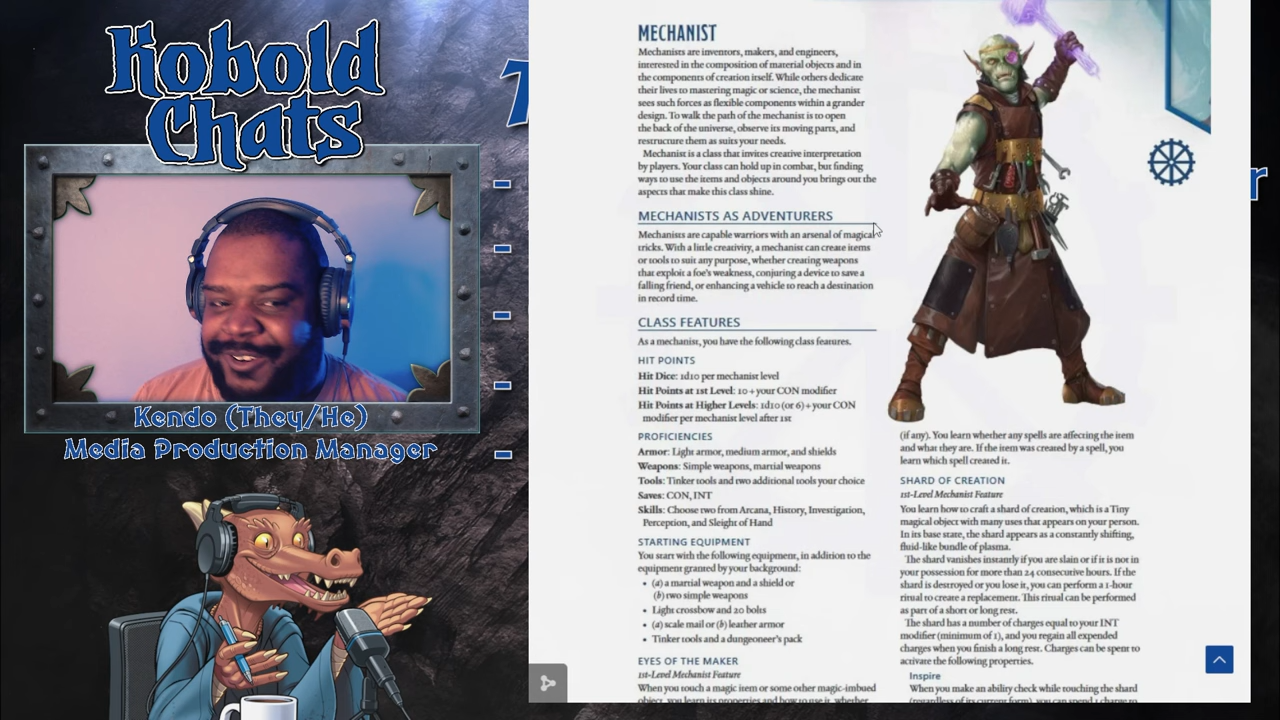 Kobold
Chats
Kendo (They/He)
Media Production Manager
MECHANIST
Mechanists are inventors, makers, and engineers,
interested in the composition of material objects and in
the components of creation itself. While others dedicate
their lives to mastering magic or science, the mechanist
sees such forces as flexible components within a grander
design. To walk the path of the mechanist is to open
the back of the universe, observe its moving parts, and
restructure them as suits your needs.
Mechanist is a class that invites creative interpretation
by players. Your class can hold up in combat, but finding
ways to use the items and objects around you brings out the
aspects that make this class shine.
MECHANISTS AS ADVENTURERS
Mechanists are capable warriors with an arsenal of magical
tricks. With a little creativity, a mechanist can create items
or tools to suit any purpose, whether creating weapons
that exploit a foe's weakness, conjuring a device to save a
falling friend, or enhancing a vehicle to reach a destination
in record time.
CLASS FEATURES
As a mechanist, you have the following class features.
HIT POINTS
Hit Dice: 1d10 per mechanist level
Hit Points at 1st Level: 10 + your CON modifier
Hit Points at Higher Levels: 1d10 (or 6) + your CON
modifier per mechanist level after 1st
PROFICIENCIES
Armor: Light armor, medium armor, and shields
Weapons: Simple weapons, martial weapons
Tools: Tinker tools and two additional tools your choice
Saves: CON, INT
Skills: Choose two from Arcana, History, Investigation,
Perception, and Sleight of Hand
STARTING EQUIPMENT
You start with the following equipment, in addition to the
equipment granted by your background:
• (a) a martial weapon and a shield or
(b) two simple weapons
• Light crossbow and 20 bolts
• (a) scale mail or (b) leather armor
• Tinker tools and a dungeoneer's pack
EYES OF THE MAKER
1st-Level Mechanist Feature
When you touch a magic item or some other magic-imbued
object, you learn its properties and how to use it, whether
(if any). You learn whether any spells are affecting the item
and what they are. If the item was created by a spell, you
learn which spell created it.
SHARD OF CREATION
1st-Level Mechanist Feature
You learn how to craft a shard of creation, which is a Tiny
magical object with many uses that appears on your person.
In its base state, the shard appears as a constantly shifting,
fluid-like bundle of plasma.
The shard vanishes instantly if you are slain or if it is not in
your possession for more than 24 consecutive hours. If the
shard is destroyed or you lose it, you can perform a 1-hour
ritual to create a replacement. This ritual can be performed
as part of a short or long rest.
The shard has a number of charges equal to your INT
modifier (minimum of 1), and you regain all expended
charges when you finish a long rest. Charges can be spent to
activate the following properties.
Inspire
When you make an ability check while touching the shard
(regardless of its current form), you can spend 1 charge to